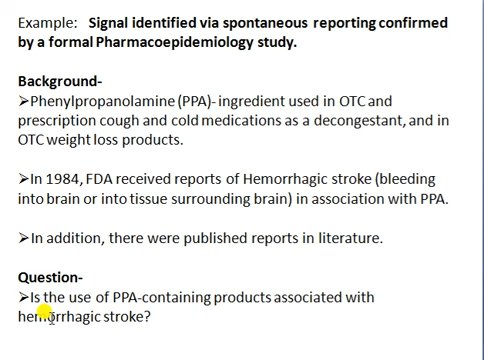 Example: Signal identified via spontaneous reporting confirmed
by a formal Pharmacoepidemiology study.
Background-
➢Phenylpropanolamine (PPA)- ingredient used in OTC and
prescription cough and cold medications as a decongestant, and in
OTC weight loss products.
➢In 1984, FDA received reports of Hemorrhagic stroke (bleeding
into brain or into tissue surrounding brain) in association with PPA.
➢In addition, there were published reports in literature.
Question-
➢Is the use of PPA-containing products associated with
hemorrhagic stroke?